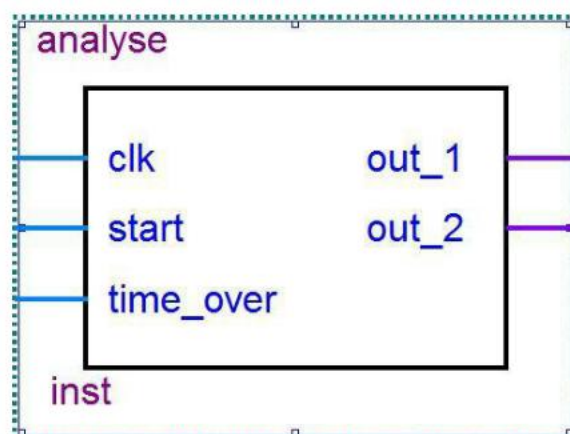 analyse
clk out_1
start out_2
time_over
inst